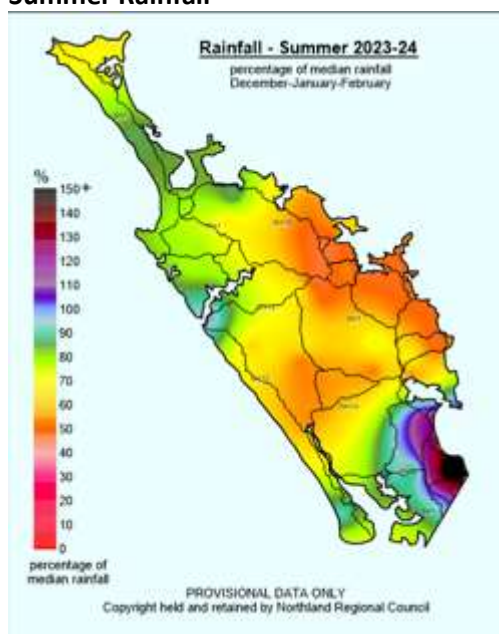 Summer Rainfall
Rainfall - Summer 2023-24
percentage of median rainfall
December-January-February
%
150+
140
130
120
110
100
90
80
70
60
50
40
30
20
10
0
percentage of
median rainfall
PROVISIONAL DATA ONLY
Copyright held and retained by Northland Regional Council